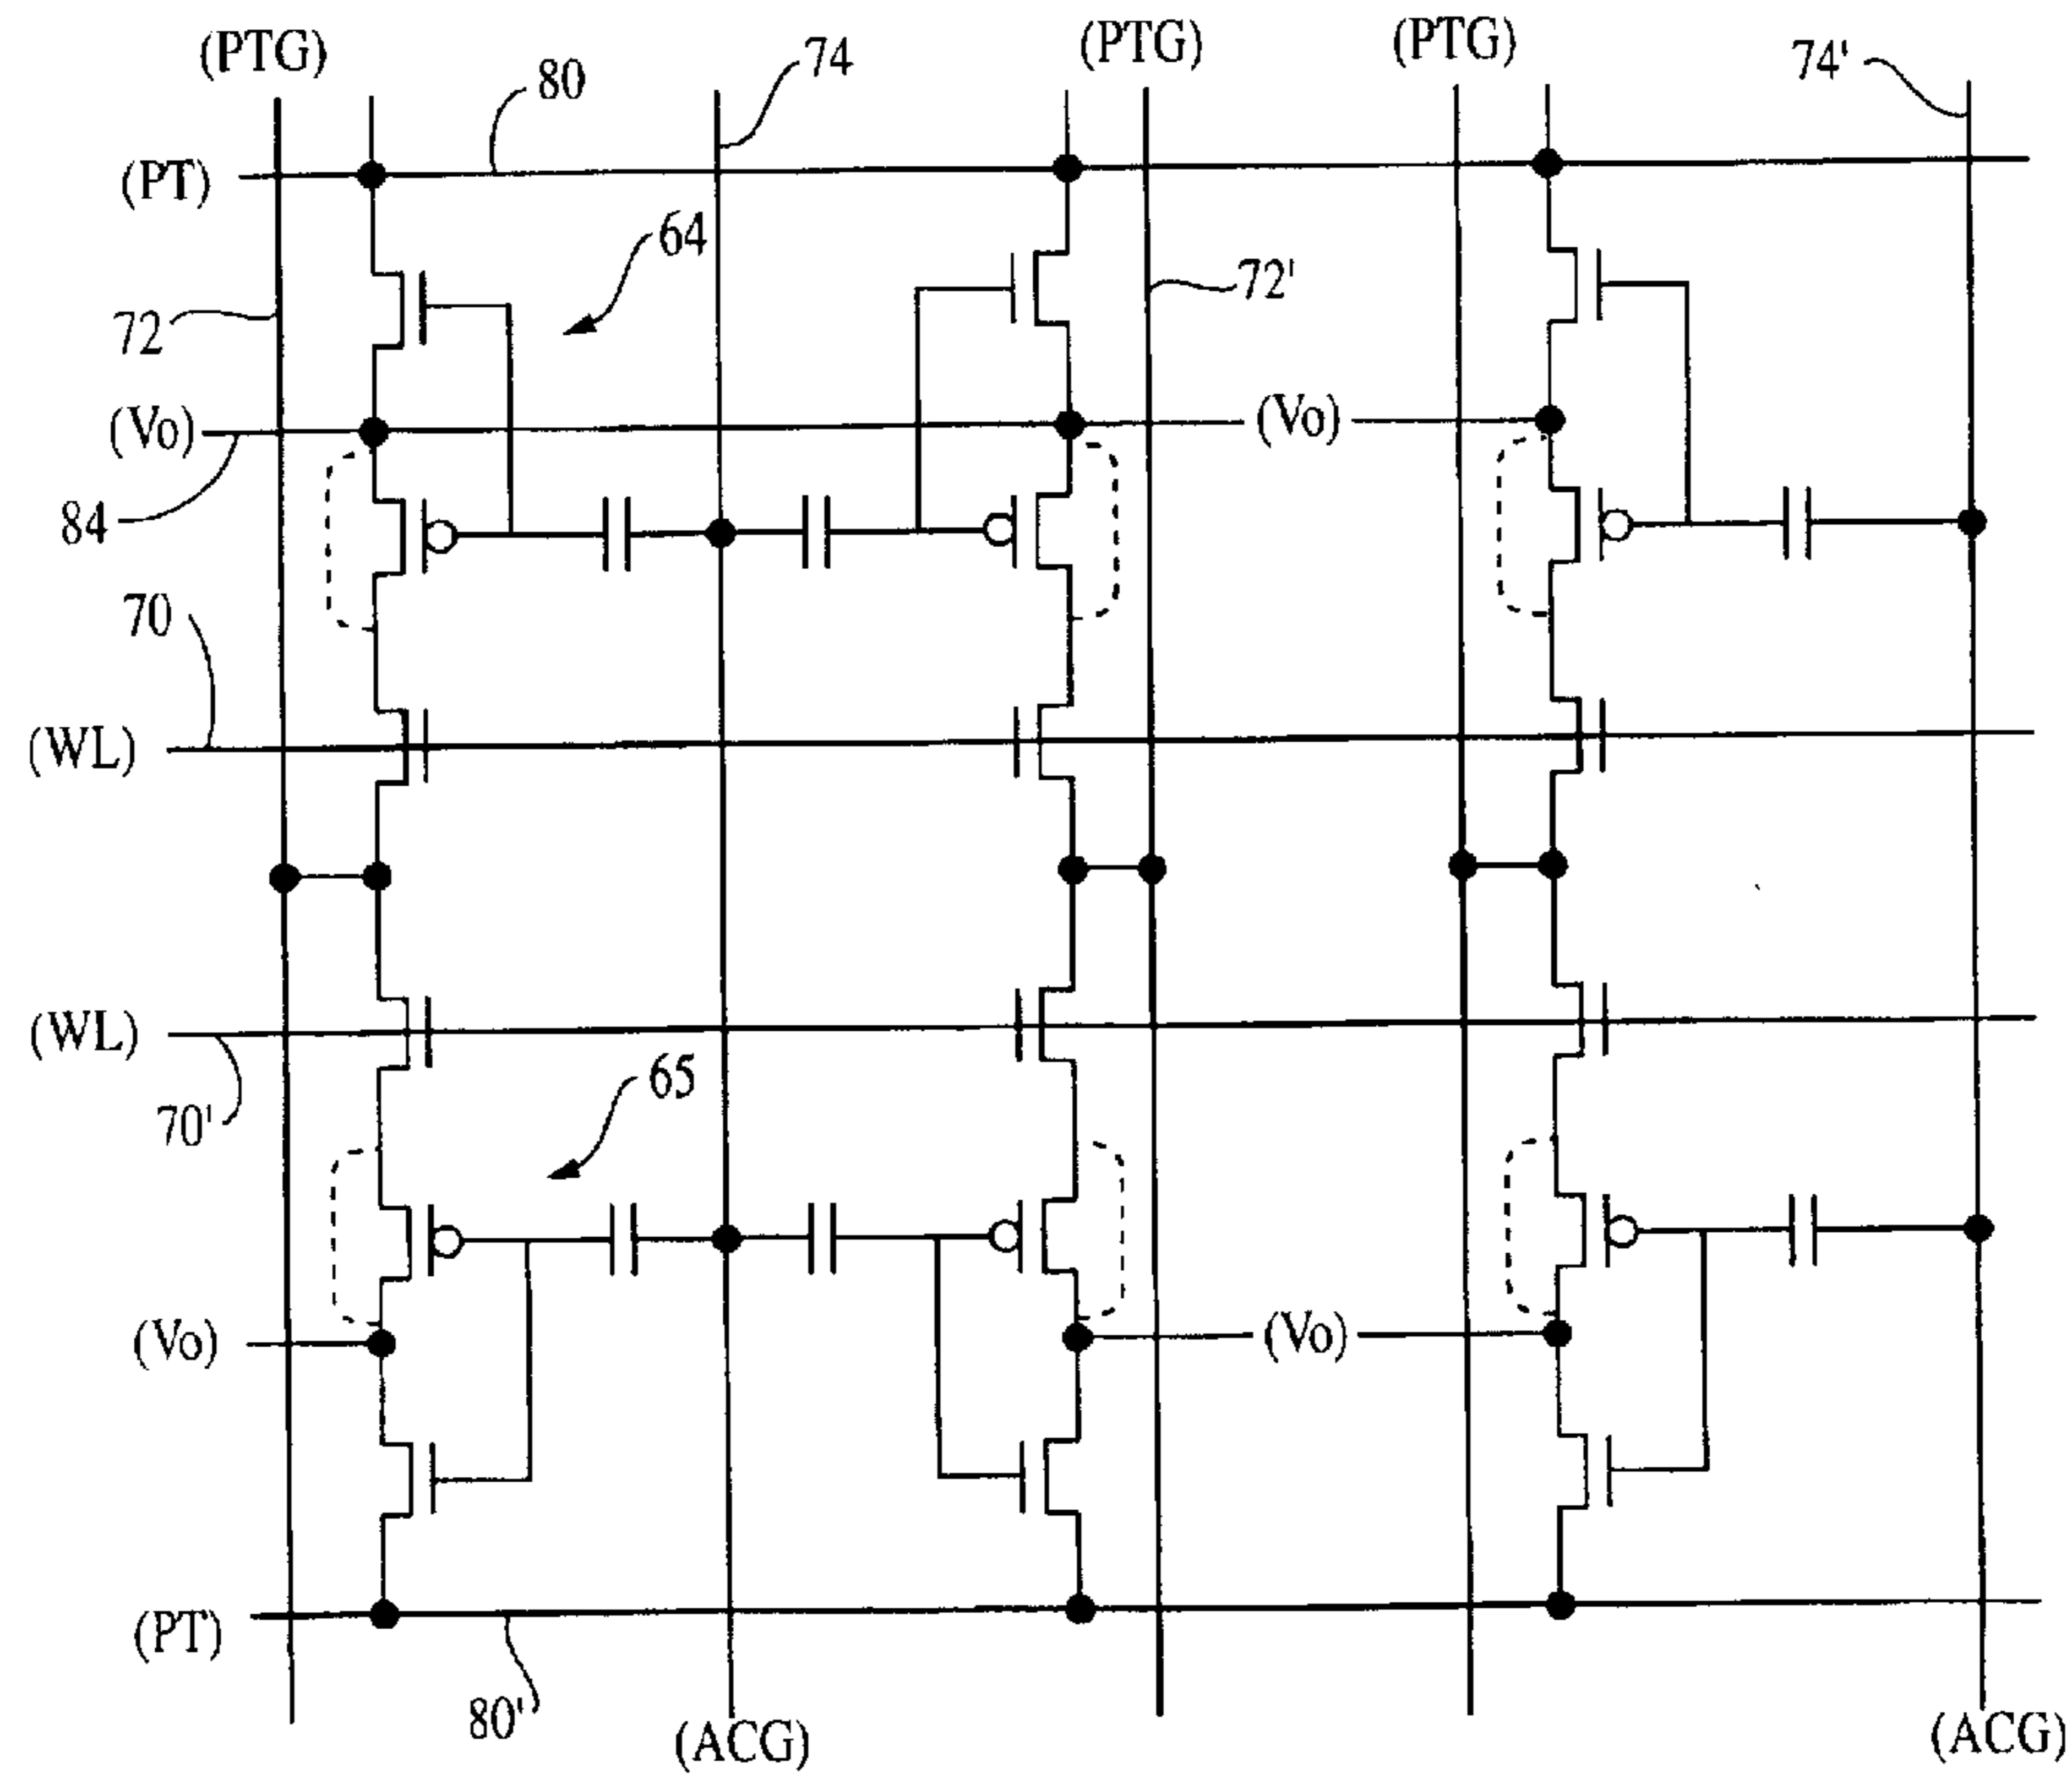 (PTG)
80
74
(PTG)
(PTG)
74'
(PT)
64
72
72'
(Vo)
(Vo)
84
70
(WL)
(WL)
70'
65
(Vo)
(Vo)
(PT)
80'
(ACG)
(ACG)